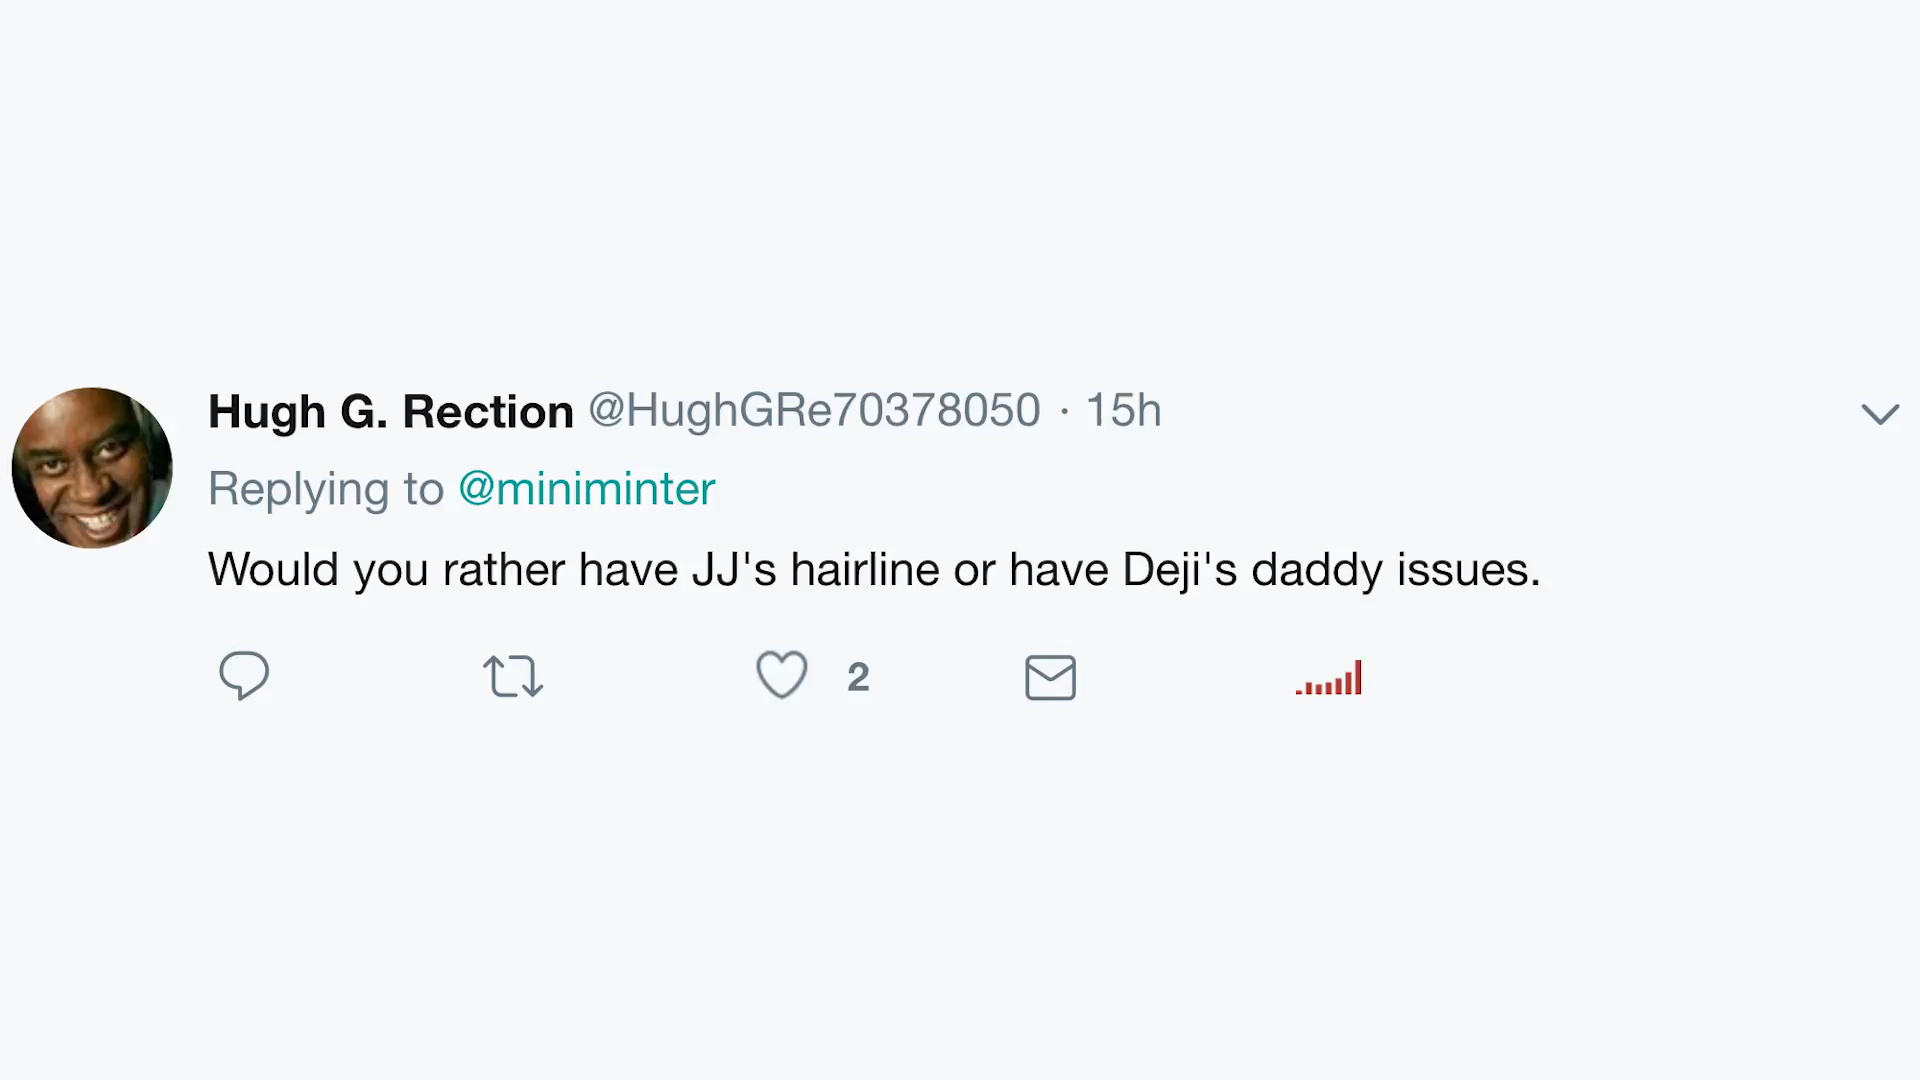 Hugh G. Rection @HughGRe70378050 · 15h
Replying to @miniminter
Would you rather have JJ's hairline or have Deji's daddy issues.
2